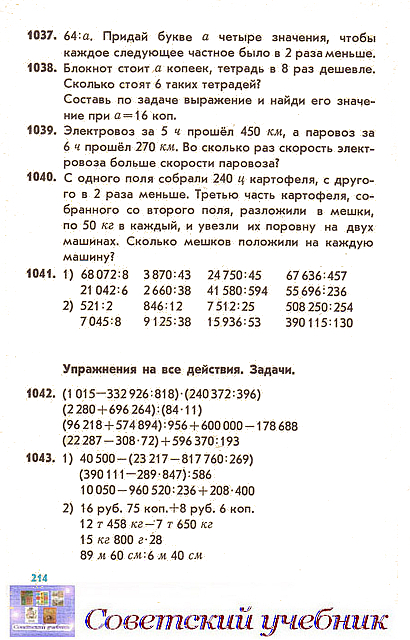 1037. 64:а. Придай букве а четыре значения, чтобы
каждое следующее частное было в 2 раза меньше.
1038. Блокнот стоит а копеек, тетрадь в 8 раз дешевле.
Сколько стоят 6 таких тетрадей?
Составь по задаче выражение и найди его значе-
ние при а=16 коп.
1039. Электровоз за 5 ч прошёл 450 км, а паровоз за
6 ч прошёл 270 км. Во сколько раз скорость элект-
ровоза больше скорости паровоза?
1040. С одного поля собрали 240 ц картофеля, с друго-
го в 2 раза меньше. Третью часть картофеля, со-
бранного со второго поля, разложили в мешки,
по 50 кг в каждый, и увезли их поровну на двух
машинах. Сколько мешков положили на каждую
машину?
1041. 1) 68 072:8 3 870:43 24 750:45 67 636:457
21 042:6 2 660:38 41 580:594 55 696:236
2) 521:2 846:12 7 512:25 508 250:254
7 045:8 9 125:38 15 936:53 390 115:130
Упражнения на все действия. Задачи.
1042. (1 015—332 926:818)·(240 372:396)
(2 280+696 264):(84·11)
(96 218+574 894):956+600 000—178 688
(22 287—308·72)+596 370:193
1043. 1) 40 500—(23 217—817 760:269)
(390 111—289·847):586
10 050—960 520:236+208·400
2) 16 руб. 75 коп.+8 руб. 6 коп.
12 т 458 кг—7 т 650 кг
15 кг 800 г·28
89 м 60 см:6 м 40 см
214
Советский учебник
Советский учебник